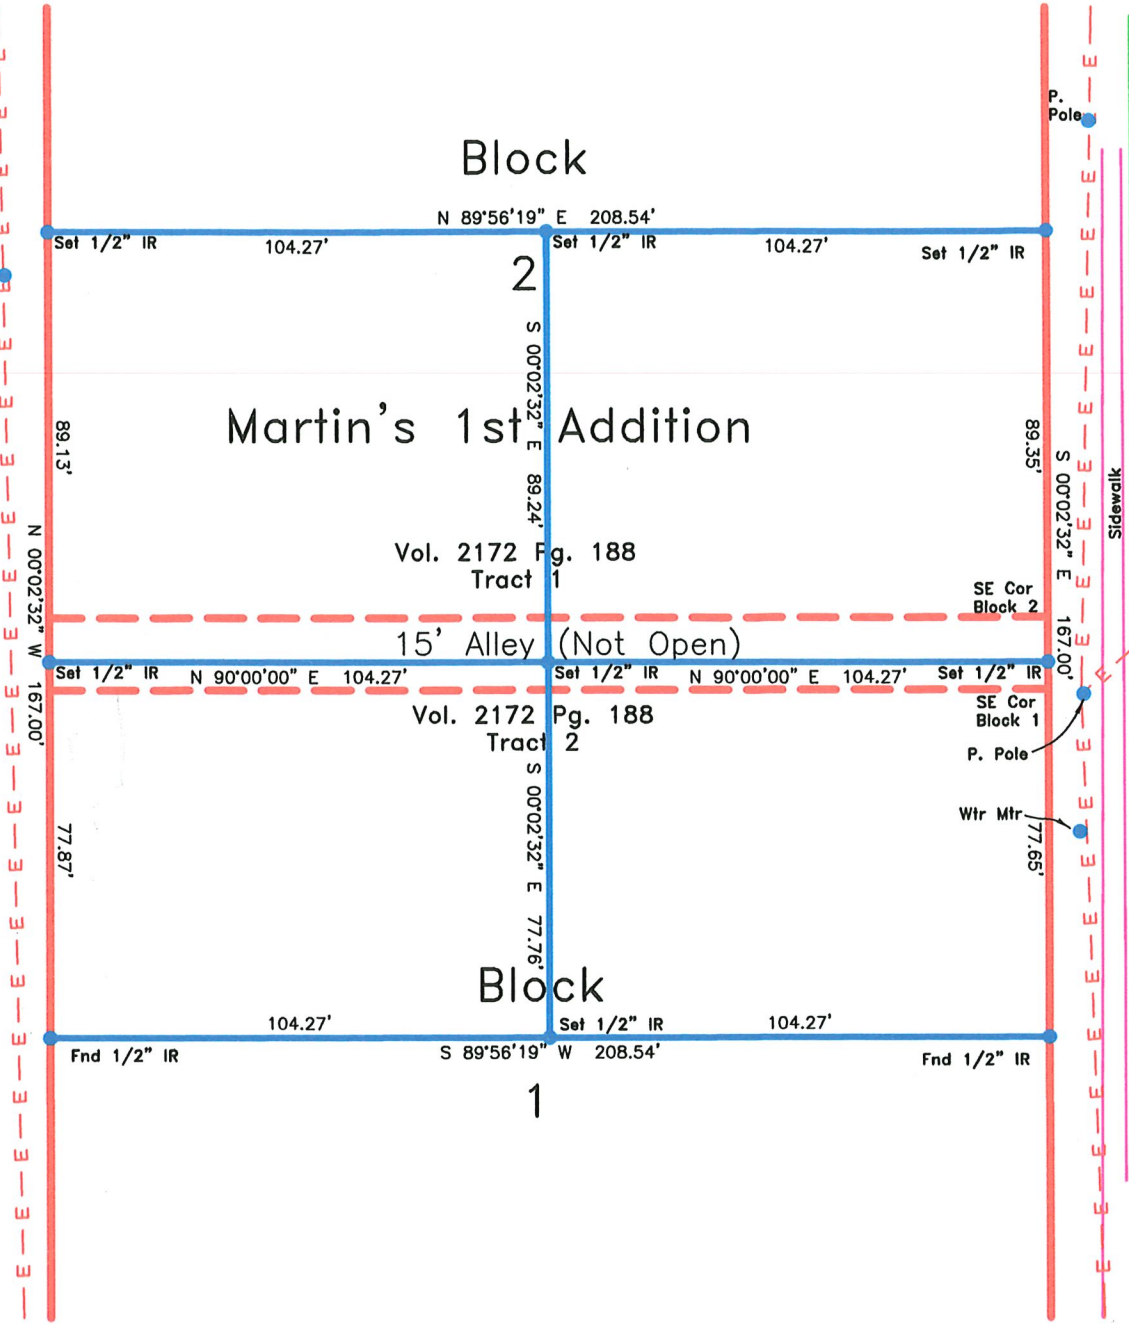 P.
Pole
Block
N 89°56'19" E 208.54'
Set 1/2" IR
104.27'
Set 1/2" IR
104.27'
Set 1/2" IR
2
S 00°02'32" E 89.24'
Martin's 1st Addition
89.13'
89.35'
N 00°02'32" W 167.00'
S 00°02'32" E 167.00'
Sidewalk
Vol. 2172 Pg. 188
Tract 1
SE Cor
Block 2
15' Alley (Not Open)
Set 1/2" IR
N 90°00'00" E 104.27'
Set 1/2" IR
N 90°00'00" E 104.27'
Set 1/2" IR
Vol. 2172 Pg. 188
Tract 2
SE Cor
Block 1
P. Pole
S 00°02'32" E 77.76'
Wtr Mtr
77.87'
77.65'
Block
104.27'
Set 1/2" IR
104.27'
Fnd 1/2" IR
S 89°56'19" W 208.54'
Fnd 1/2" IR
1
E E E E E E E E E E E E E E E E E E E E E E
E E E E E E E E E E E E E E E E E E E E E E